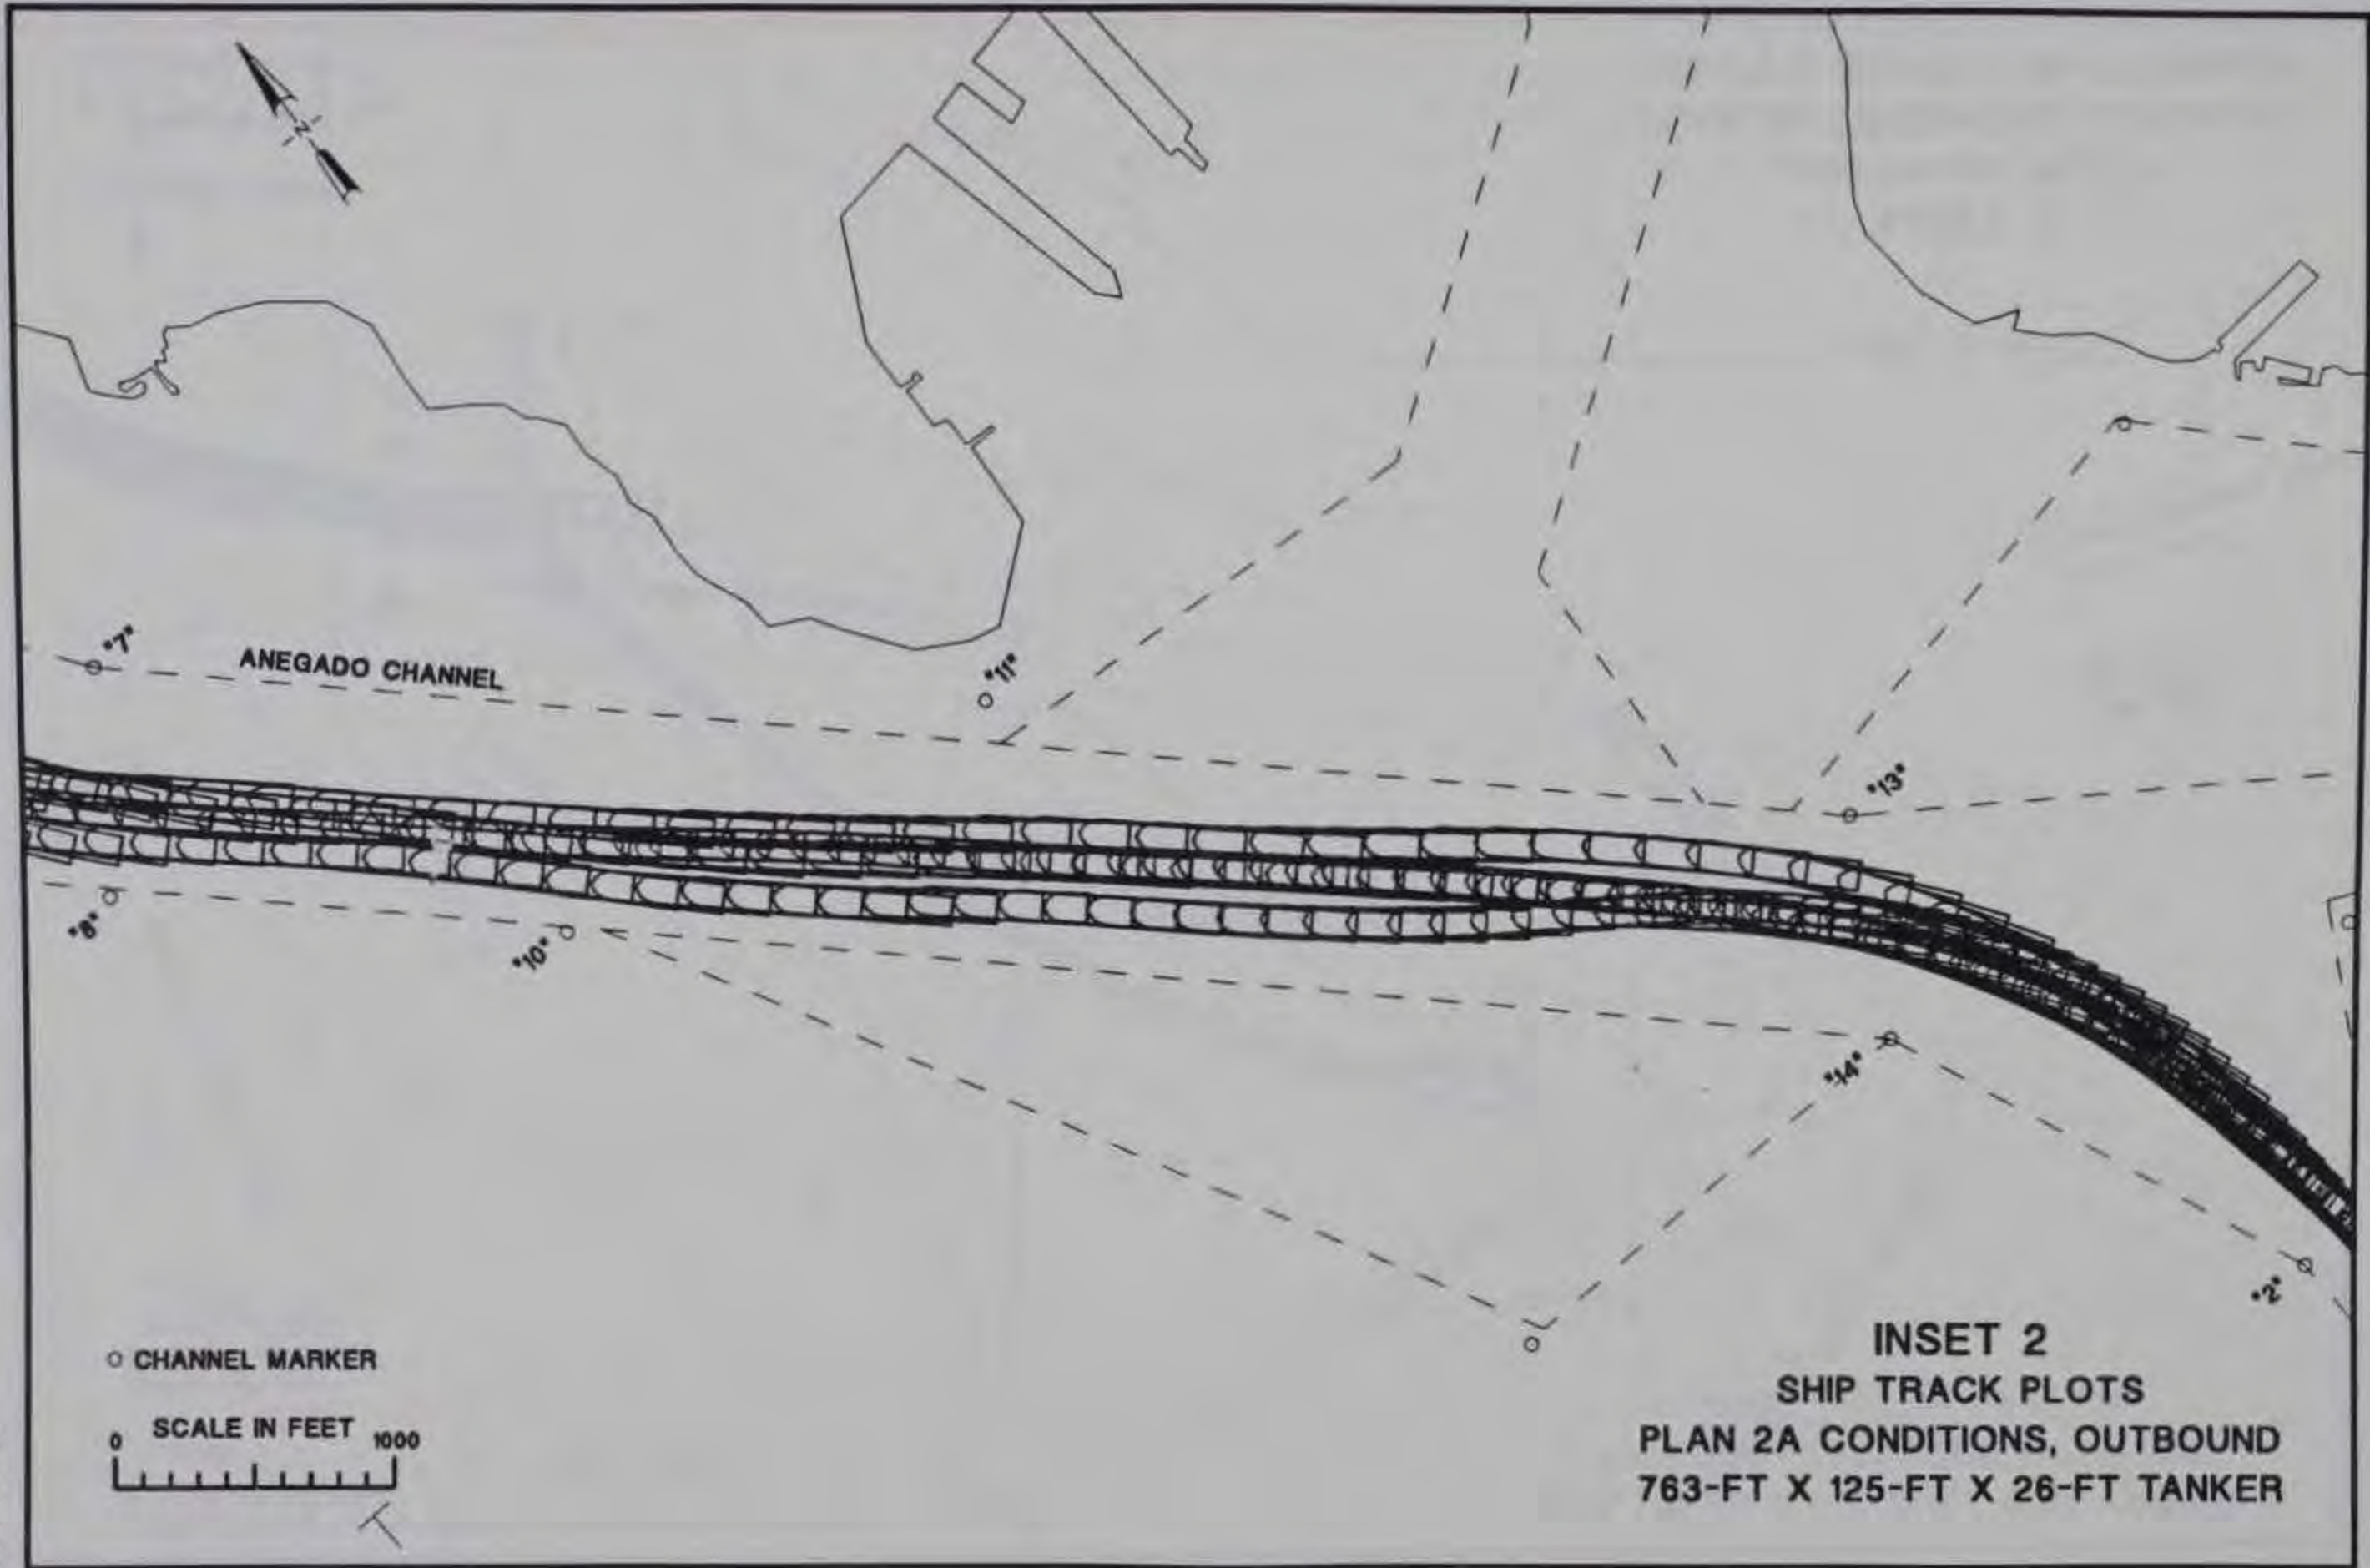 N
"7"
ANEGADO CHANNEL
"11"
"13"
"8"
"10"
"14"
"2"
O CHANNEL MARKER
SCALE IN FEET
0 1000
INSET 2
SHIP TRACK PLOTS
PLAN 2A CONDITIONS, OUTBOUND
763-FT X 125-FT X 26-FT TANKER